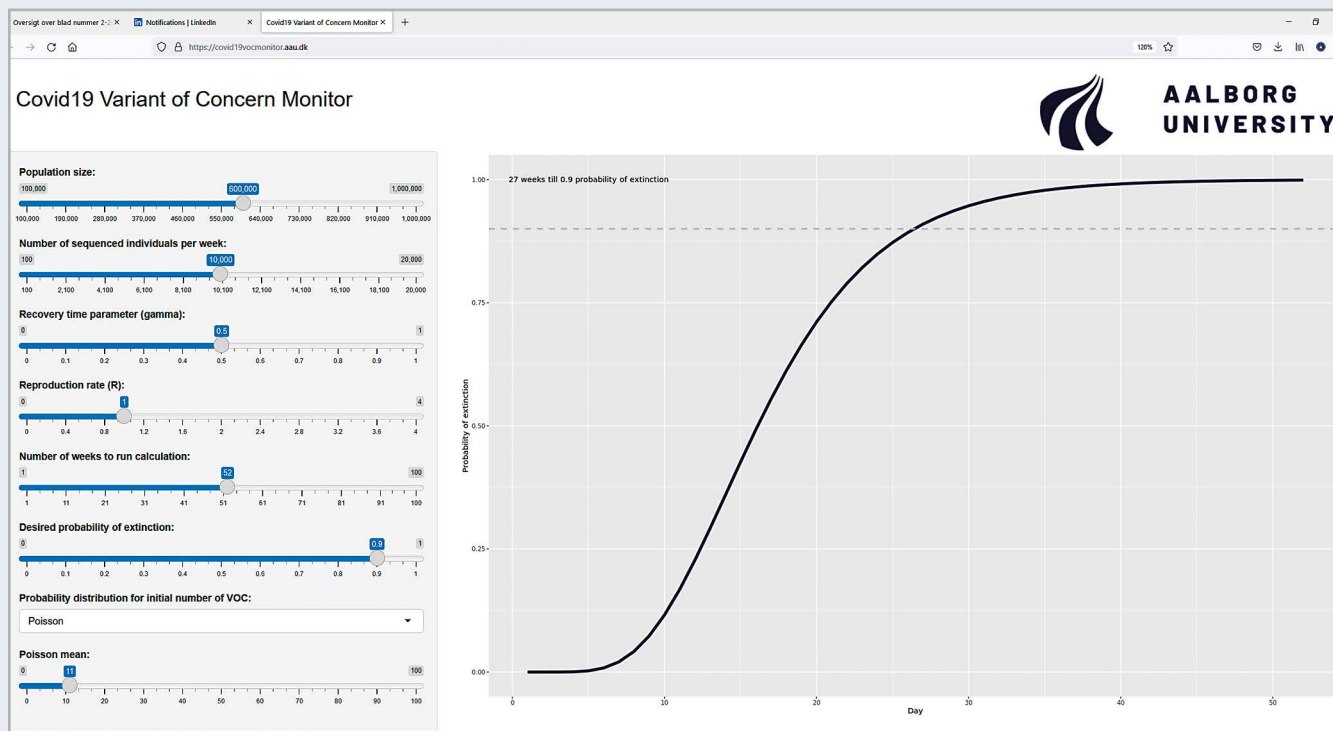 Oversigt over blad nummer 2-2
Notifications | LinkedIn
Covid19 Variant of Concern Monitor
https://covid19vocmonitor.aau.dk
120%
Covid19 Variant of Concern Monitor
AALBORG
UNIVERSITY
Population size:
100,000 600,000 1,000,000
100,000 190,000 280,000 370,000 460,000 550,000 640,000 730,000 820,000 910,000 1,000,000
Number of sequenced individuals per week:
100 10,000 20,000
100 2,100 4,100 6,100 8,100 10,100 12,100 14,100 16,100 18,100 20,000
Recovery time parameter (gamma):
0 0.5 1
0 0.1 0.2 0.3 0.4 0.5 0.6 0.7 0.8 0.9 1
Reproduction rate (R):
0 1 4
0 0.4 0.8 1.2 1.6 2 2.4 2.8 3.2 3.6 4
Number of weeks to run calculation:
1 52 100
1 11 21 31 41 51 61 71 81 91 100
Desired probability of extinction:
0 0.9 1
0 0.1 0.2 0.3 0.4 0.5 0.6 0.7 0.8 0.9 1
Probability distribution for initial number of VOC:
Poisson
Poisson mean:
0 11 100
0 10 20 30 40 50 60 70 80 90 100
27 weeks till 0.9 probability of extinction
1.00
0.75
0.50
0.25
0.00
Probability of extinction
0 10 20 30 40 50
Day